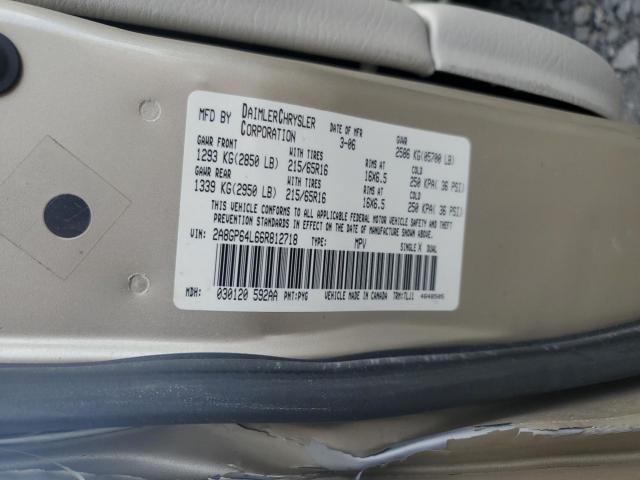 MFD BY DAIMLERCHRYSLER CORPORATION DATE OF MFR 3-06 GVWR 2586 KG(05700 LB)
GAWR FRONT WITH TIRES RIMS AT COLD
1293 KG(2850 LB) 215/65R16 16X6.5 250 KPA( 36 PSI)
GAWR REAR WITH TIRES RIMS AT COLD
1339 KG(2950 LB) 215/65R16 16X6.5 250 KPA( 36 PSI)
THIS VEHICLE CONFORMS TO ALL APPLICABLE FEDERAL MOTOR VEHICLE SAFETY AND THEFT
PREVENTION STANDARDS IN EFFECT ON THE DATE OF MANUFACTURE SHOWN ABOVE.
VIN: 2A8GP64L66R812718 TYPE: MPV SINGLE X DUAL
MDH: 030120 592AA PNT:PKG VEHICLE MADE IN CANADA TRM:TLJ1